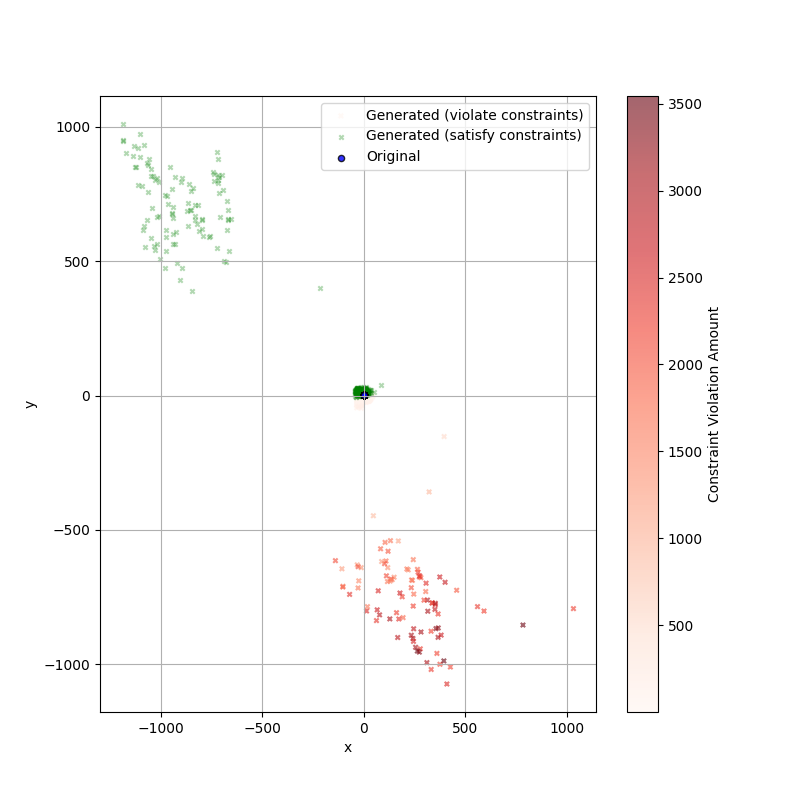 Generated (violate constraints)
Generated (satisfy constraints)
Original
1000
500
0
−500
−1000
y
−1000
−500
0
500
1000
x
3500
3000
2500
2000
1500
1000
500
Constraint Violation Amount